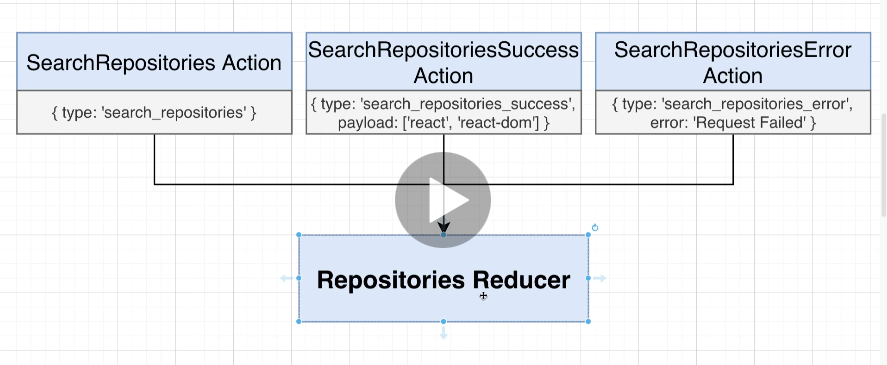 SearchRepositories Action
{ type: 'search_repositories' }
SearchRepositoriesSuccess
Action
{ type: 'search_repositories_success',
payload: ['react', 'react-dom'] }
SearchRepositoriesError
Action
{ type: 'search_repositories_error',
error: 'Request Failed' }
Repositories Reducer